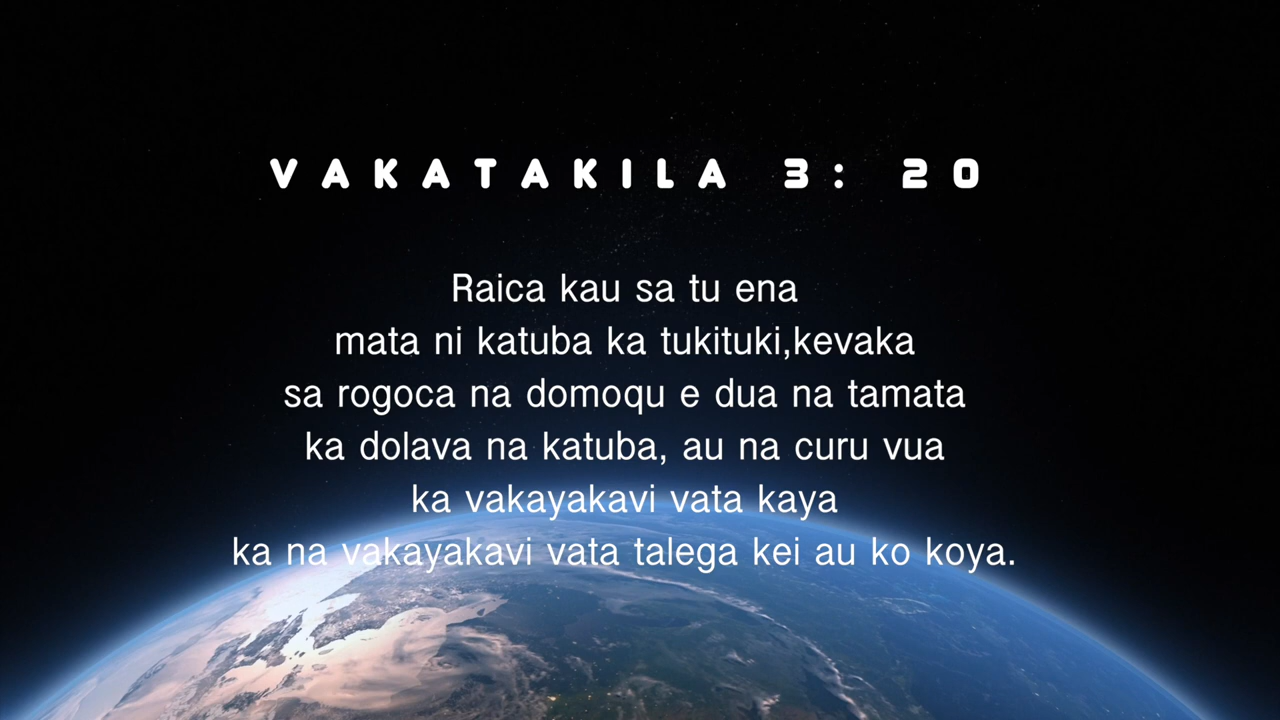 VAKATAKILA 3: 20
Raica kau sa tu ena
mata ni katuba ka tukituki,kevaka
sa rogoca na domoqu e dua na tamata
ka dolava na katuba, au na curu vua
ka vakayakavi vata kaya
ka na vakayakavi vata talega kei au ko koya.